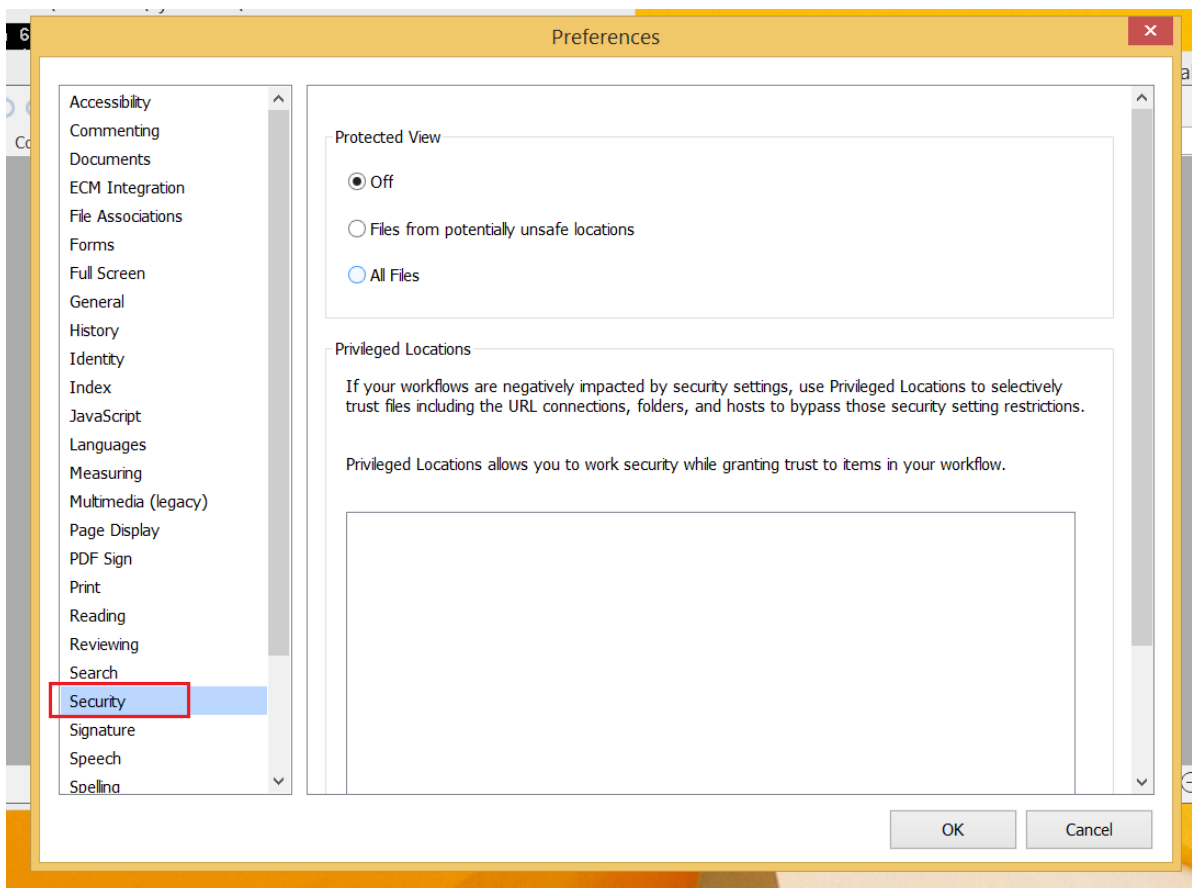 6
Preferences
Co
Accessibility
Commenting
Documents
ECM Integration
File Associations
Forms
Full Screen
General
History
Identity
Index
JavaScript
Languages
Measuring
Multimedia (legacy)
Page Display
PDF Sign
Print
Reading
Reviewing
Search
Security
Signature
Speech
Spelling
Protected View
Off
Files from potentially unsafe locations
All Files
Privileged Locations
If your workflows are negatively impacted by security settings, use Privileged Locations to selectively
trust files including the URL connections, folders, and hosts to bypass those security setting restrictions.
Privileged Locations allows you to work security while granting trust to items in your workflow.
OK
Cancel